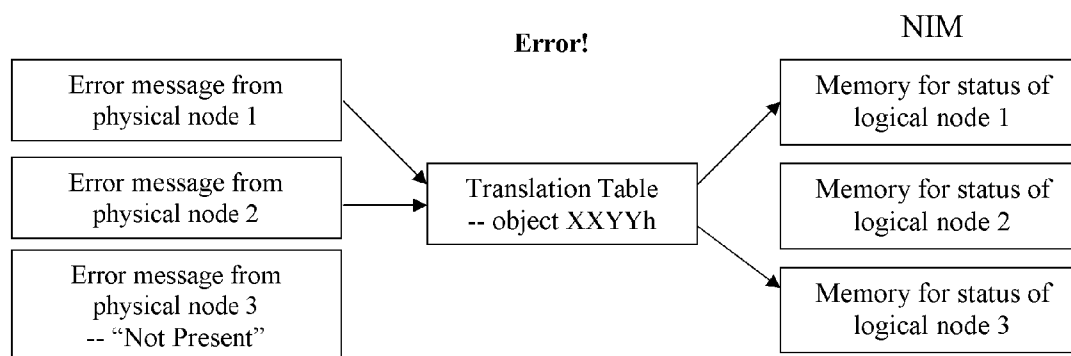 Error!
NIM
Error message from
physical node 1
Error message from
physical node 2
Error message from
physical node 3
-- “Not Present”
Translation Table
-- object XXYYh
Memory for status of
logical node 1
Memory for status of
logical node 2
Memory for status of
logical node 3